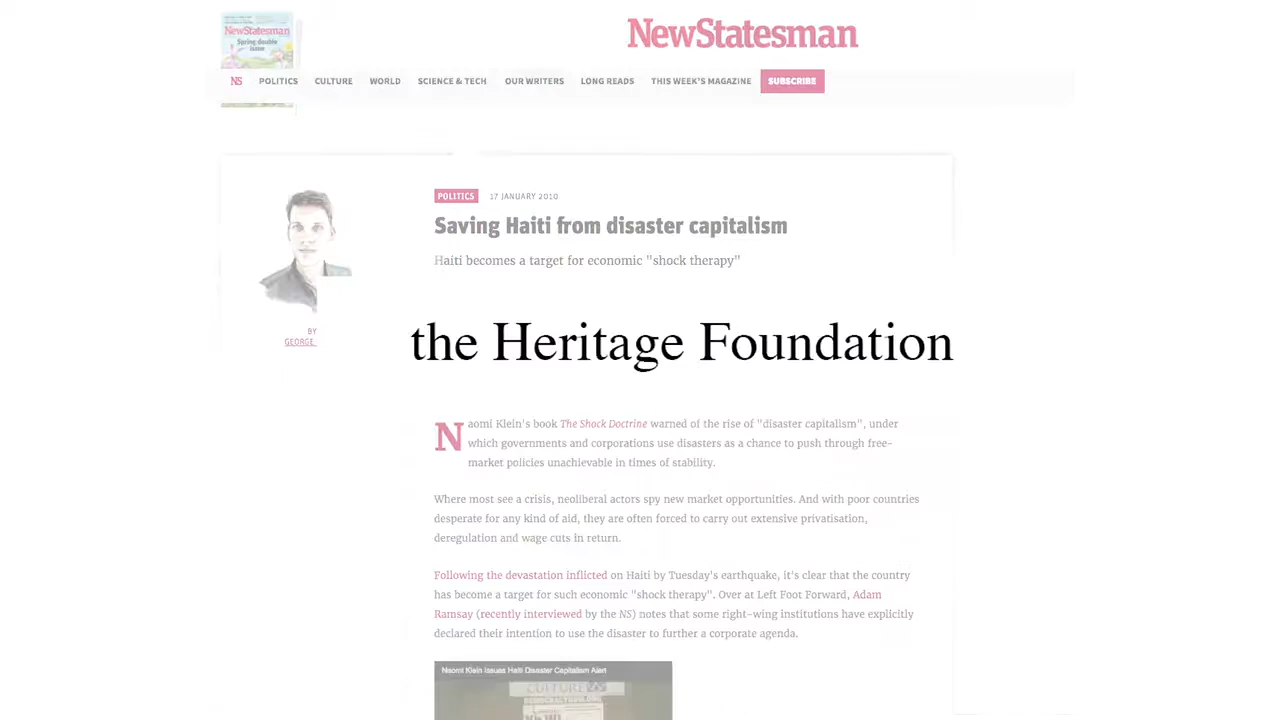 NewStatesman
Spring double
issue
NewStatesman
NS POLITICS CULTURE WORLD SCIENCE & TECH OUR WRITERS LONG READS THIS WEEK'S MAGAZINE SUBSCRIBE
POLITICS 17 JANUARY 2010
Saving Haiti from disaster capitalism
Haiti becomes a target for economic "shock therapy"
BY
GEORGE
the Heritage Foundation
Naomi Klein's book The Shock Doctrine warned of the rise of "disaster capitalism", under
which governments and corporations use disasters as a chance to push through free-
market policies unachievable in times of stability.
Where most see a crisis, neoliberal actors spy new market opportunities. And with poor countries
desperate for any kind of aid, they are often forced to carry out extensive privatisation,
deregulation and wage cuts in return.
Following the devastation inflicted on Haiti by Tuesday's earthquake, it's clear that the country
has become a target for such economic "shock therapy". Over at Left Foot Forward, Adam
Ramsay (recently interviewed by the NS) notes that some right-wing institutions have explicitly
declared their intention to use the disaster to further a corporate agenda.
Naomi Klein Issues Haiti Disaster Capitalism Alert
CULTURE